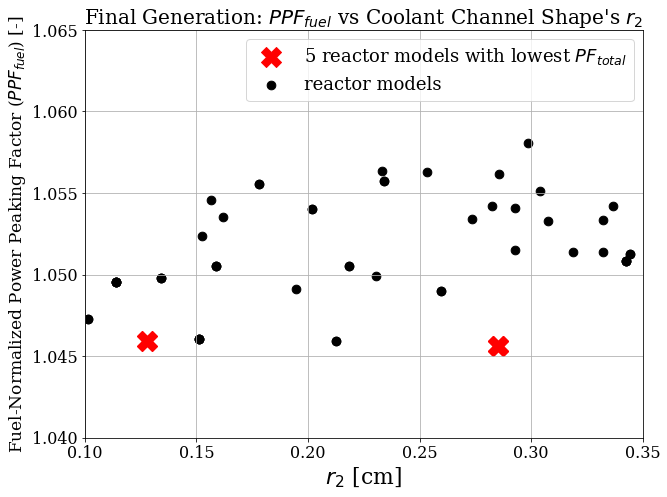 Final Generation: PPF_fuel vs Coolant Channel Shape's r_2
Fuel-Normalized Power Peaking Factor (PPF_fuel) [-]
5 reactor models with lowest PF_total
reactor models
1.065
1.060
1.055
1.050
1.045
1.040
0.10 0.15 0.20 0.25 0.30 0.35
r_2 [cm]